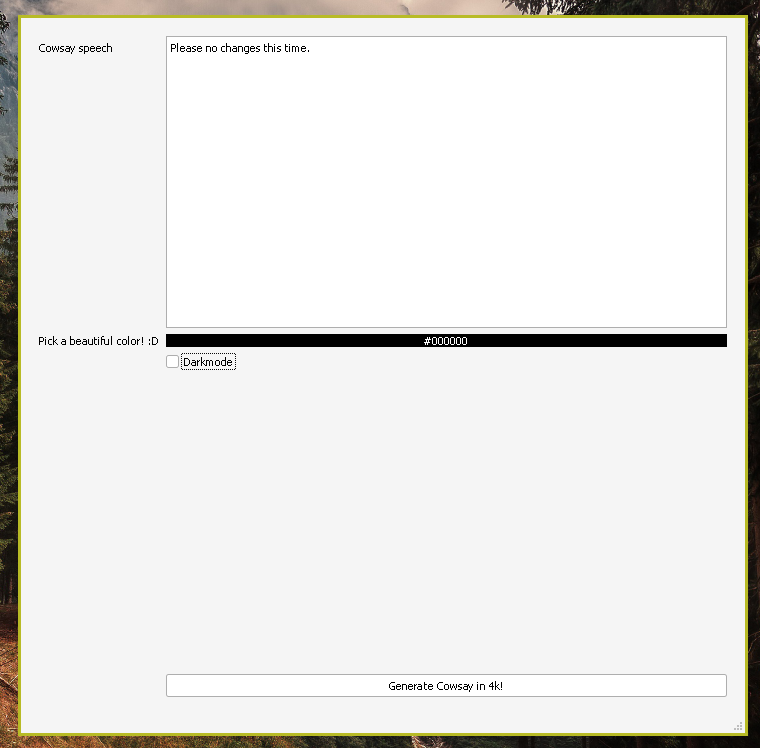 Cowsay speech
Please no changes this time.
Pick a beautiful color! :D
#000000
Darkmode
Generate Cowsay in 4k!